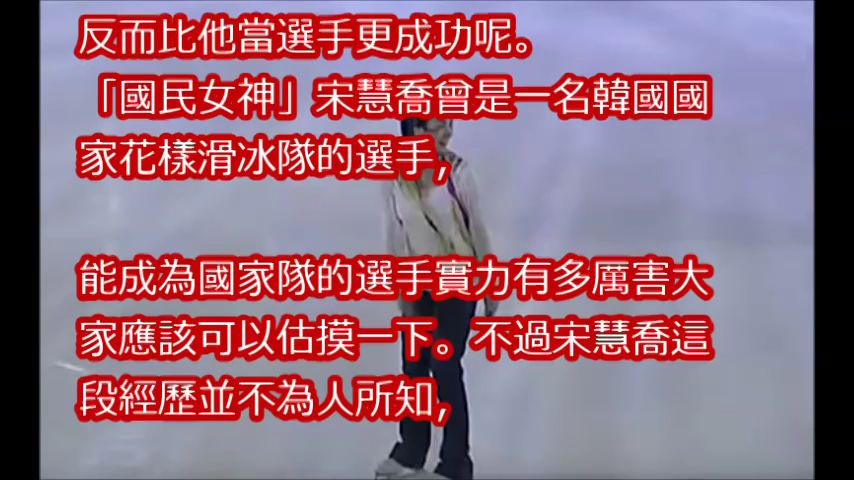 反而比他當選手更成功呢。
「國民女神」宋慧喬曾是一名韓國國
家花樣滑冰隊的選手,
能成為國家隊的選手實力有多厲害大
家應該可以估摸一下。不過宋慧喬這
段經歷並不為人所知,